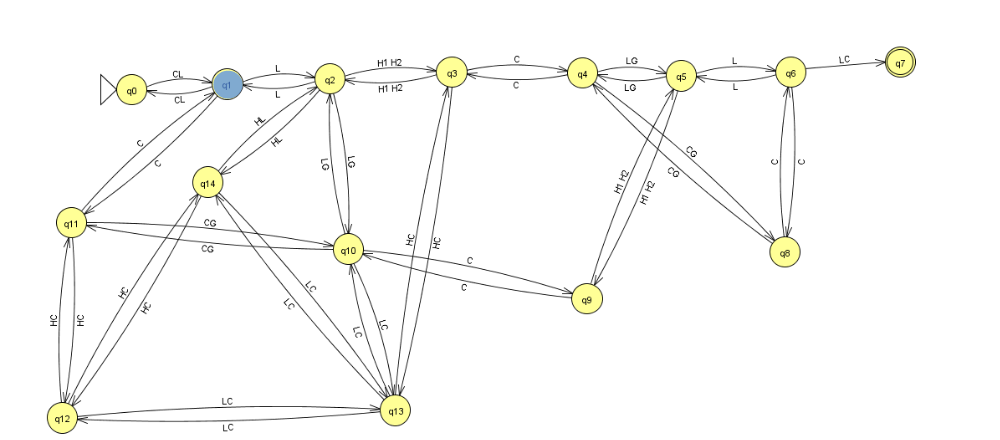 LC
q7
H1 H2
C
LG
L
q6
CL
q3
q4
q5
L
q2
q1
q0
CL
L
H1 H2
C
LG
L
HL
C
HL
C
CG
C
C
LG
LG
CG
q14
H1 H2
H1 H2
q11
CG
HC
HC
q10
CG
C
q8
C
LC
HC
HC
LC
q9
HC
HC
LC
LC
LC
q13
q12
LC